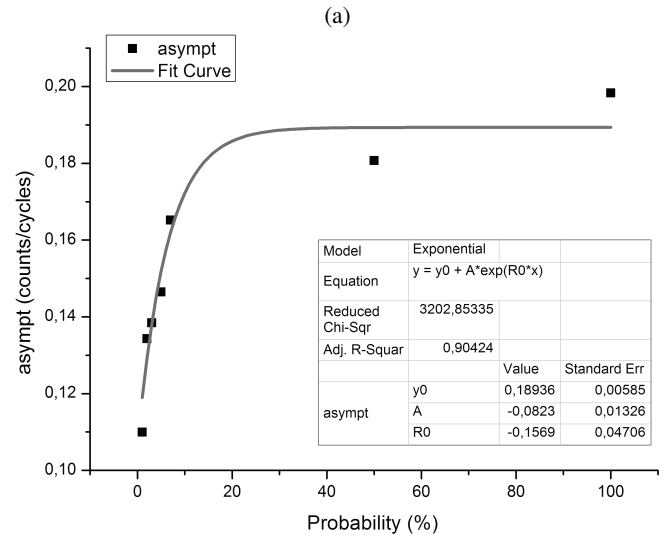 (a)
asympt
Fit Curve
0,20
0,18
0,16
0,14
0,12
0,10
asympt (counts/cycles)
Model Exponential
Equation y = y0 + A*exp(R0*x)
Reduced Chi-Sqr 3202,85335
Adj. R-Squar 0,90424
Value Standard Err
asympt y0 0,18936 0,00585
A -0,0823 0,01326
R0 -0,1569 0,04706
0 20 40 60 80 100
Probability (%)